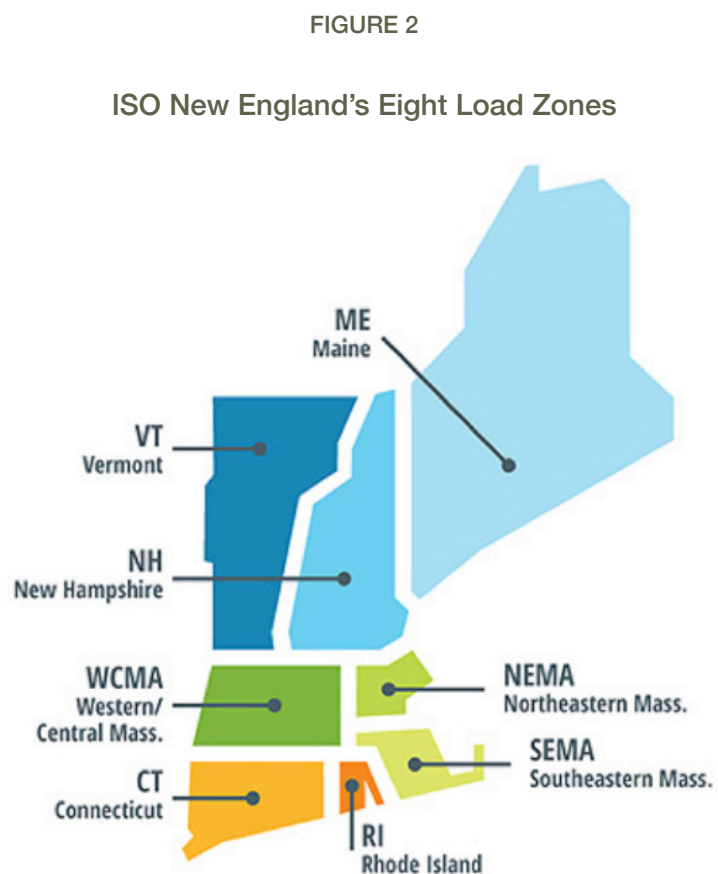 FIGURE 2
ISO New England's Eight Load Zones
ME
Maine
VT
Vermont
NH
New Hampshire
WCMA
Western/
Central Mass.
NEMA
Northeastern Mass.
SEMA
Southeastern Mass.
CT
Connecticut
RI
Rhode Island